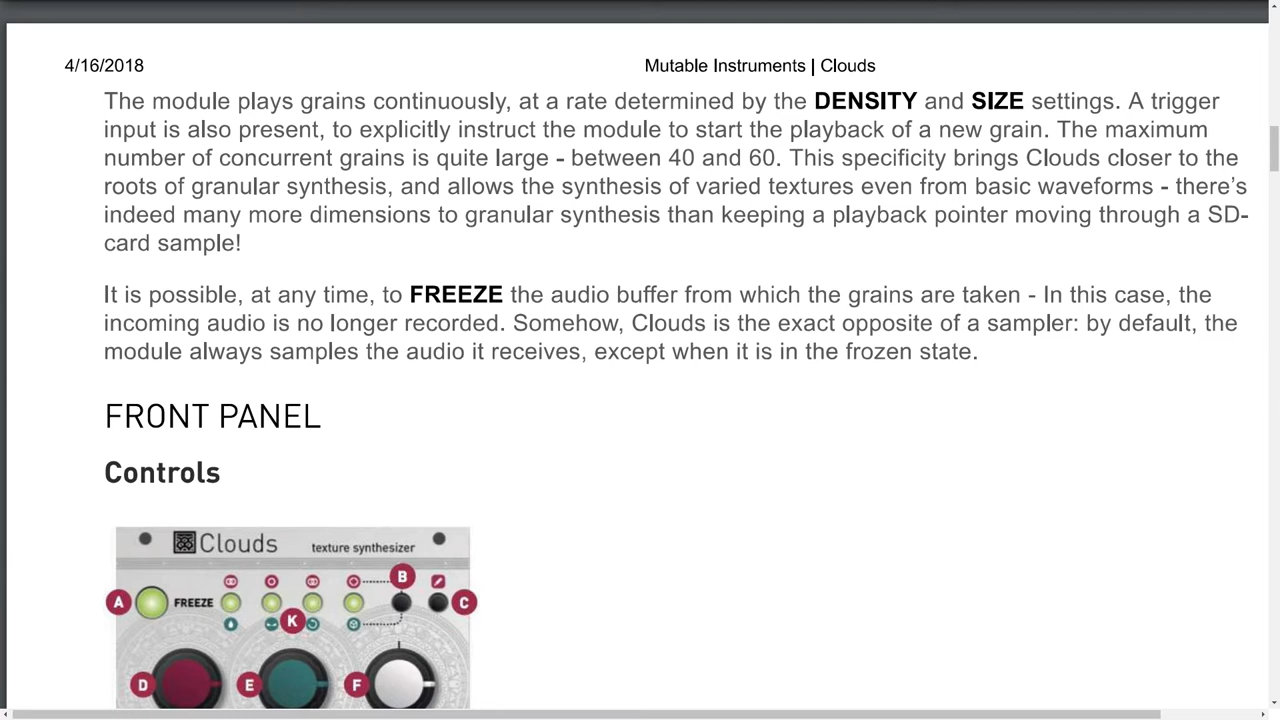 4/16/2018 Mutable Instruments | Clouds
The module plays grains continuously, at a rate determined by the DENSITY and SIZE settings. A trigger
input is also present, to explicitly instruct the module to start the playback of a new grain. The maximum
number of concurrent grains is quite large - between 40 and 60. This specificity brings Clouds closer to the
roots of granular synthesis, and allows the synthesis of varied textures even from basic waveforms - there's
indeed many more dimensions to granular synthesis than keeping a playback pointer moving through a SD-
card sample!
It is possible, at any time, to FREEZE the audio buffer from which the grains are taken - In this case, the
incoming audio is no longer recorded. Somehow, Clouds is the exact opposite of a sampler: by default, the
module always samples the audio it receives, except when it is in the frozen state.
FRONT PANEL
Controls
Clouds texture synthesizer
B
A FREEZE C
K
D E F